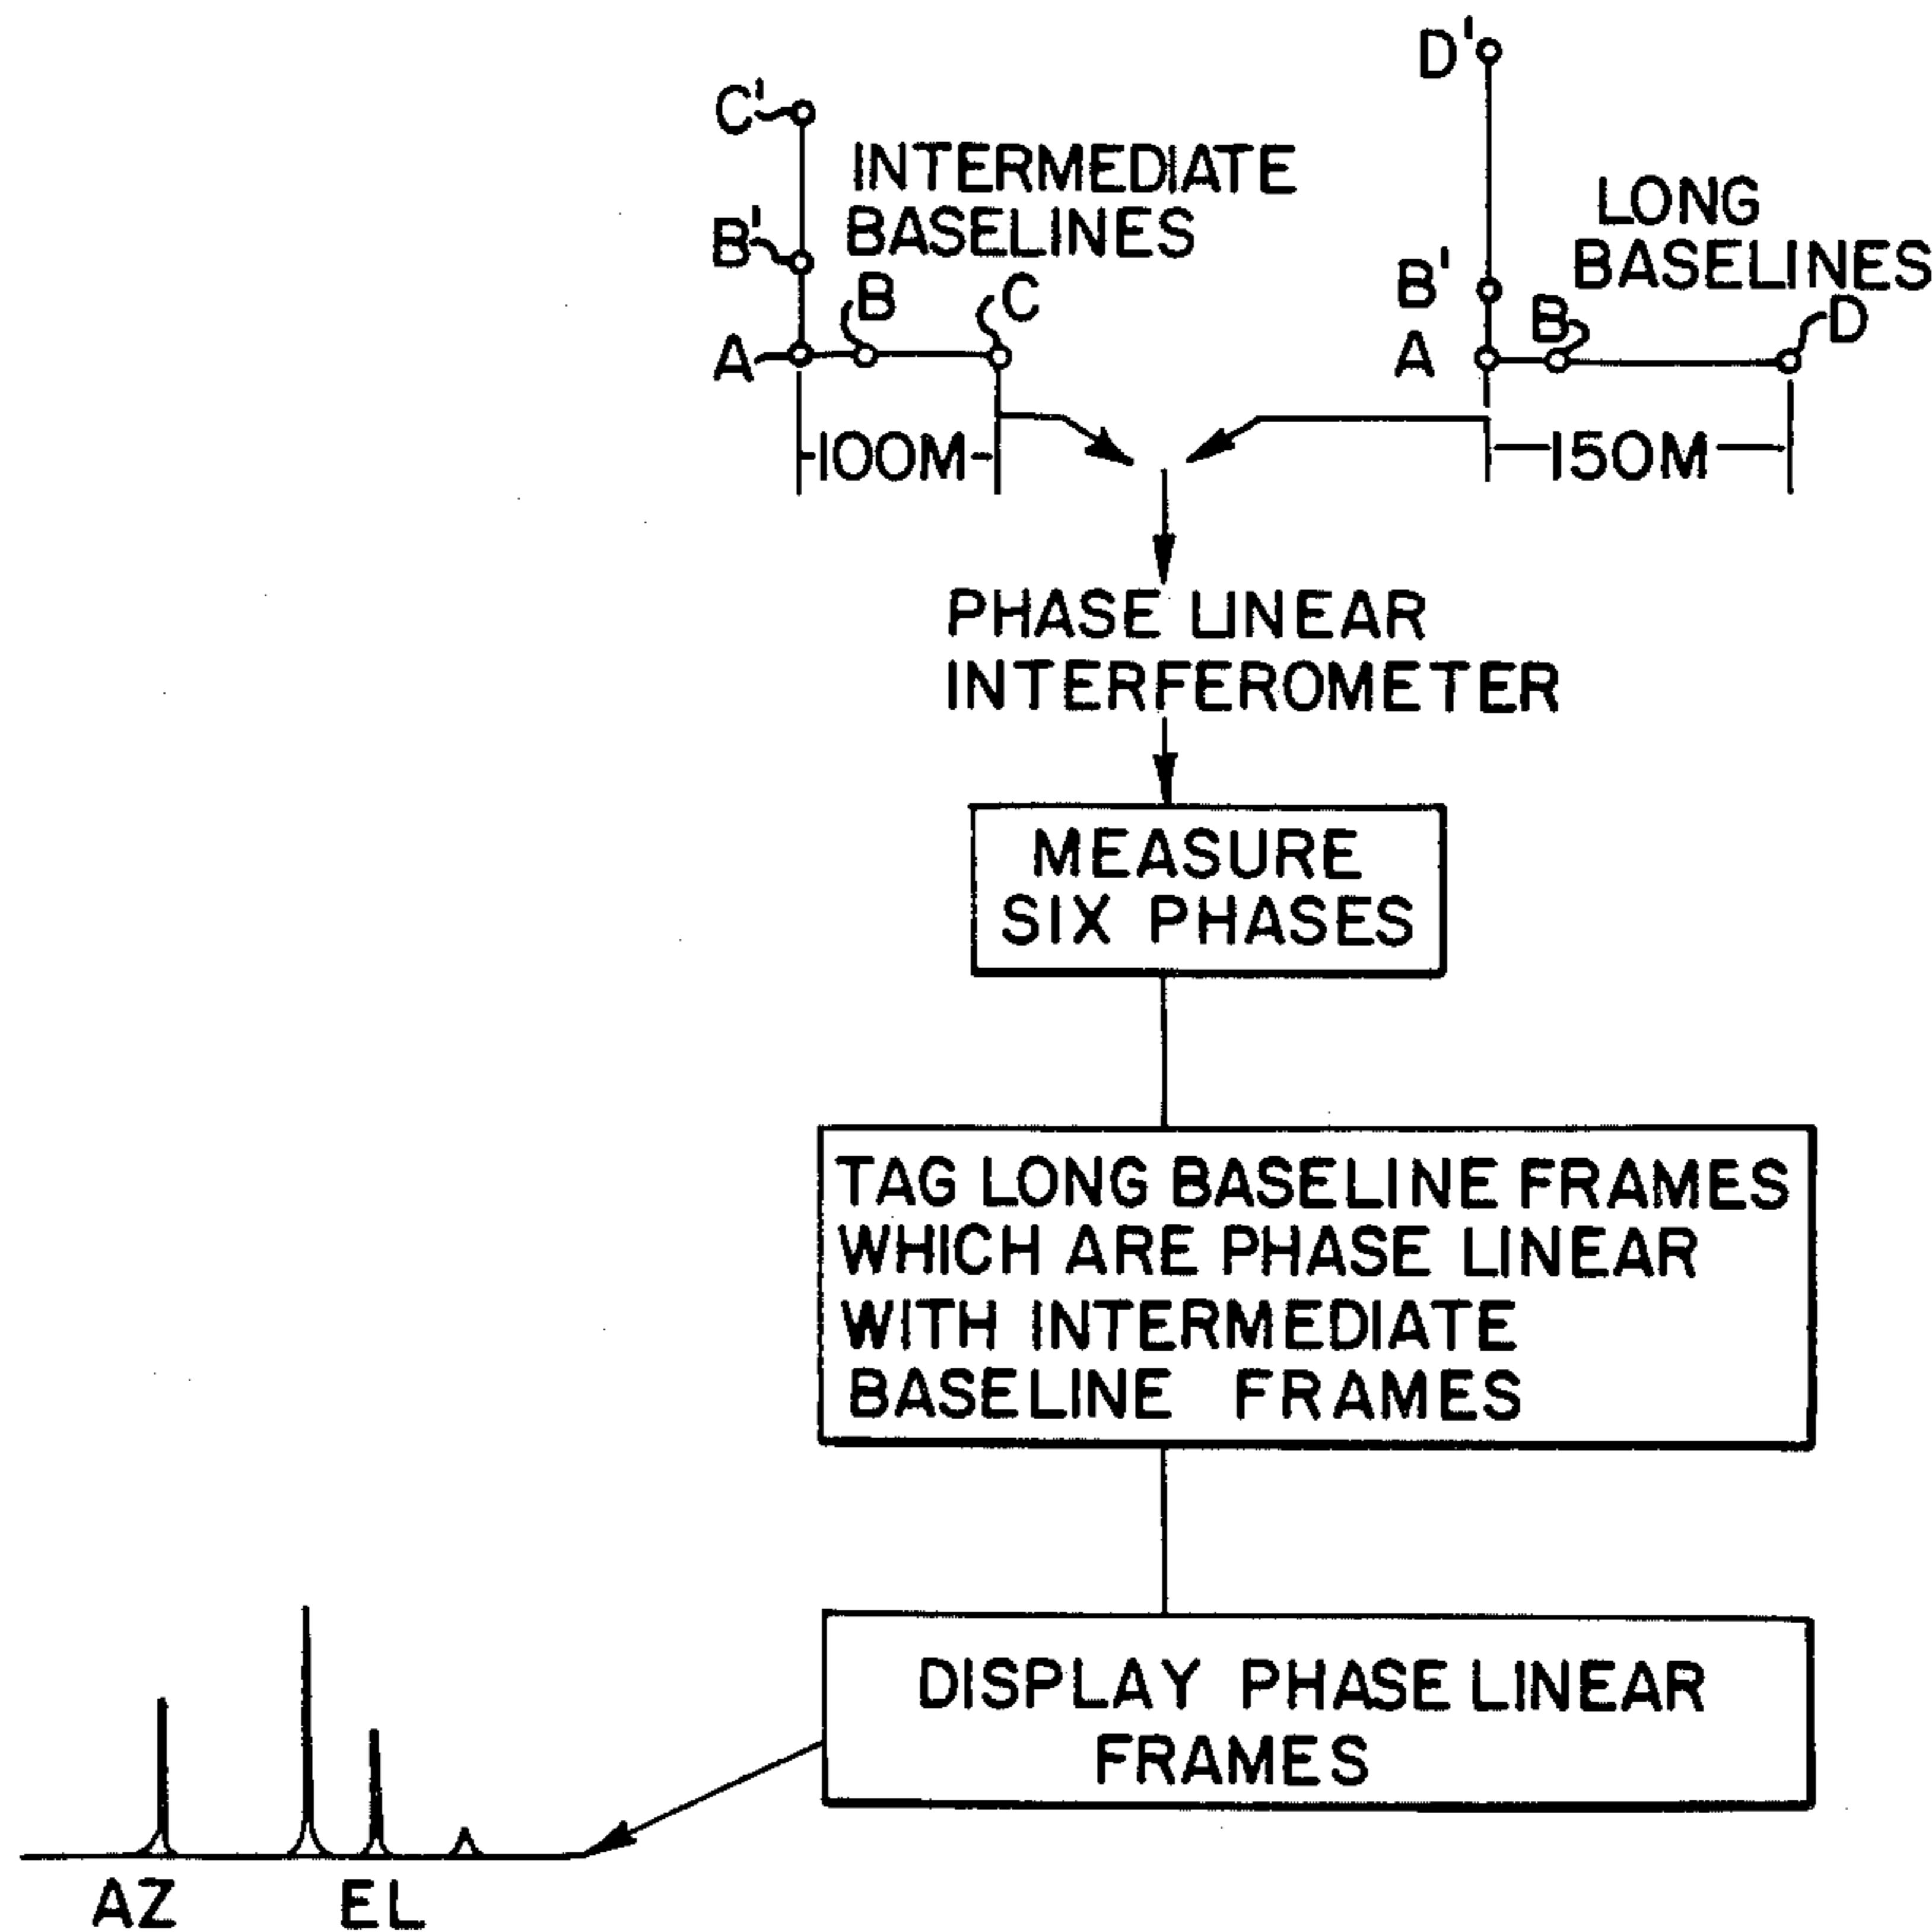 C'
INTERMEDIATE
BASELINES
B'
B
C
A
100M
D'
LONG
BASELINES
B'
B
D
A
150M
PHASE LINEAR
INTERFEROMETER
MEASURE
SIX PHASES
TAG LONG BASELINE FRAMES
WHICH ARE PHASE LINEAR
WITH INTERMEDIATE
BASELINE FRAMES
DISPLAY PHASE LINEAR
FRAMES
AZ
EL